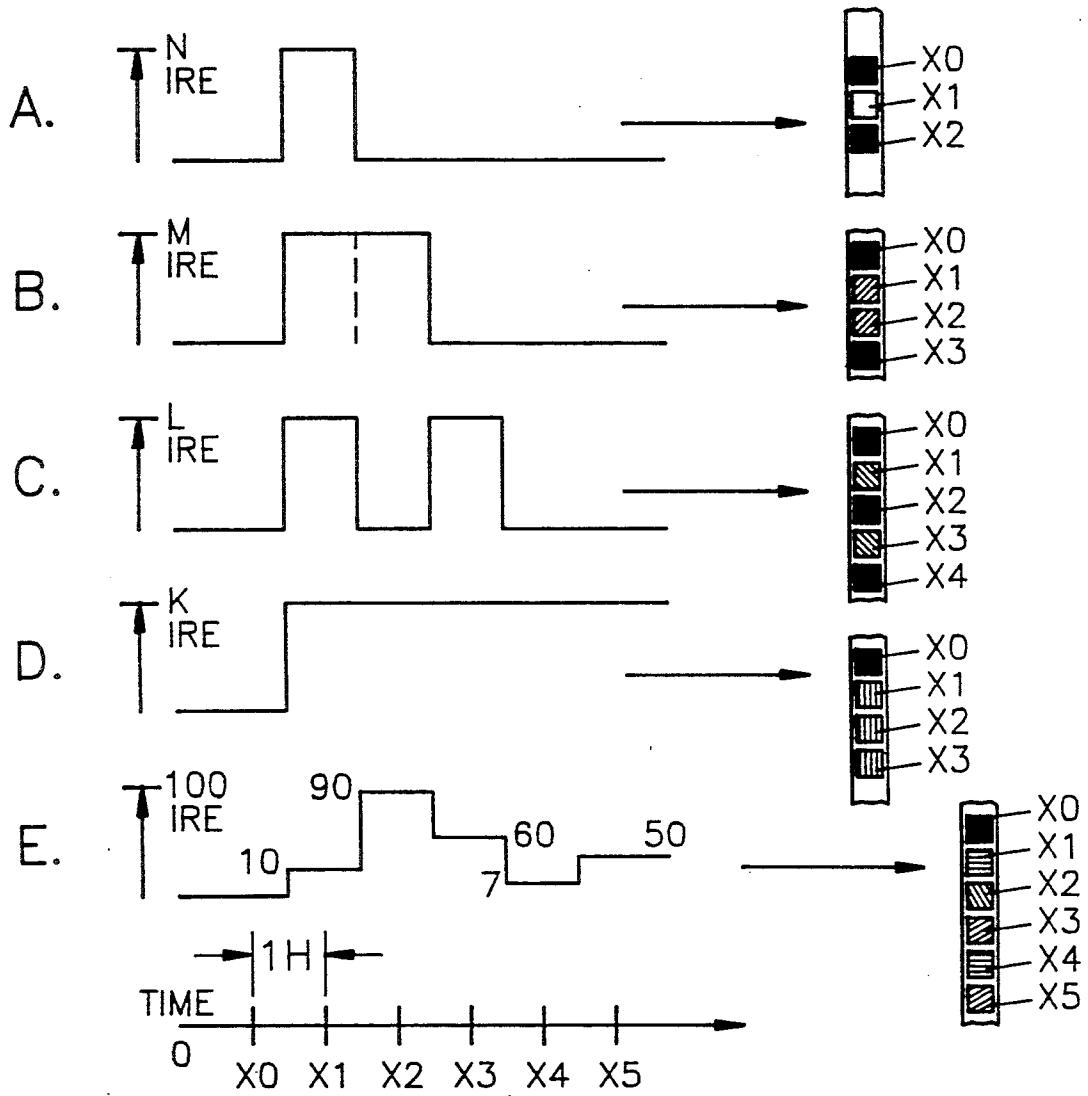 A.
N
IRE
X0
X1
X2
B.
M
IRE
X0
X1
X2
X3
C.
L
IRE
X0
X1
X2
X3
X4
D.
K
IRE
X0
X1
X2
X3
E.
100
IRE
10
90
60
7
50
X0
X1
X2
X3
X4
X5
1H
TIME
0
X0 X1 X2 X3 X4 X5